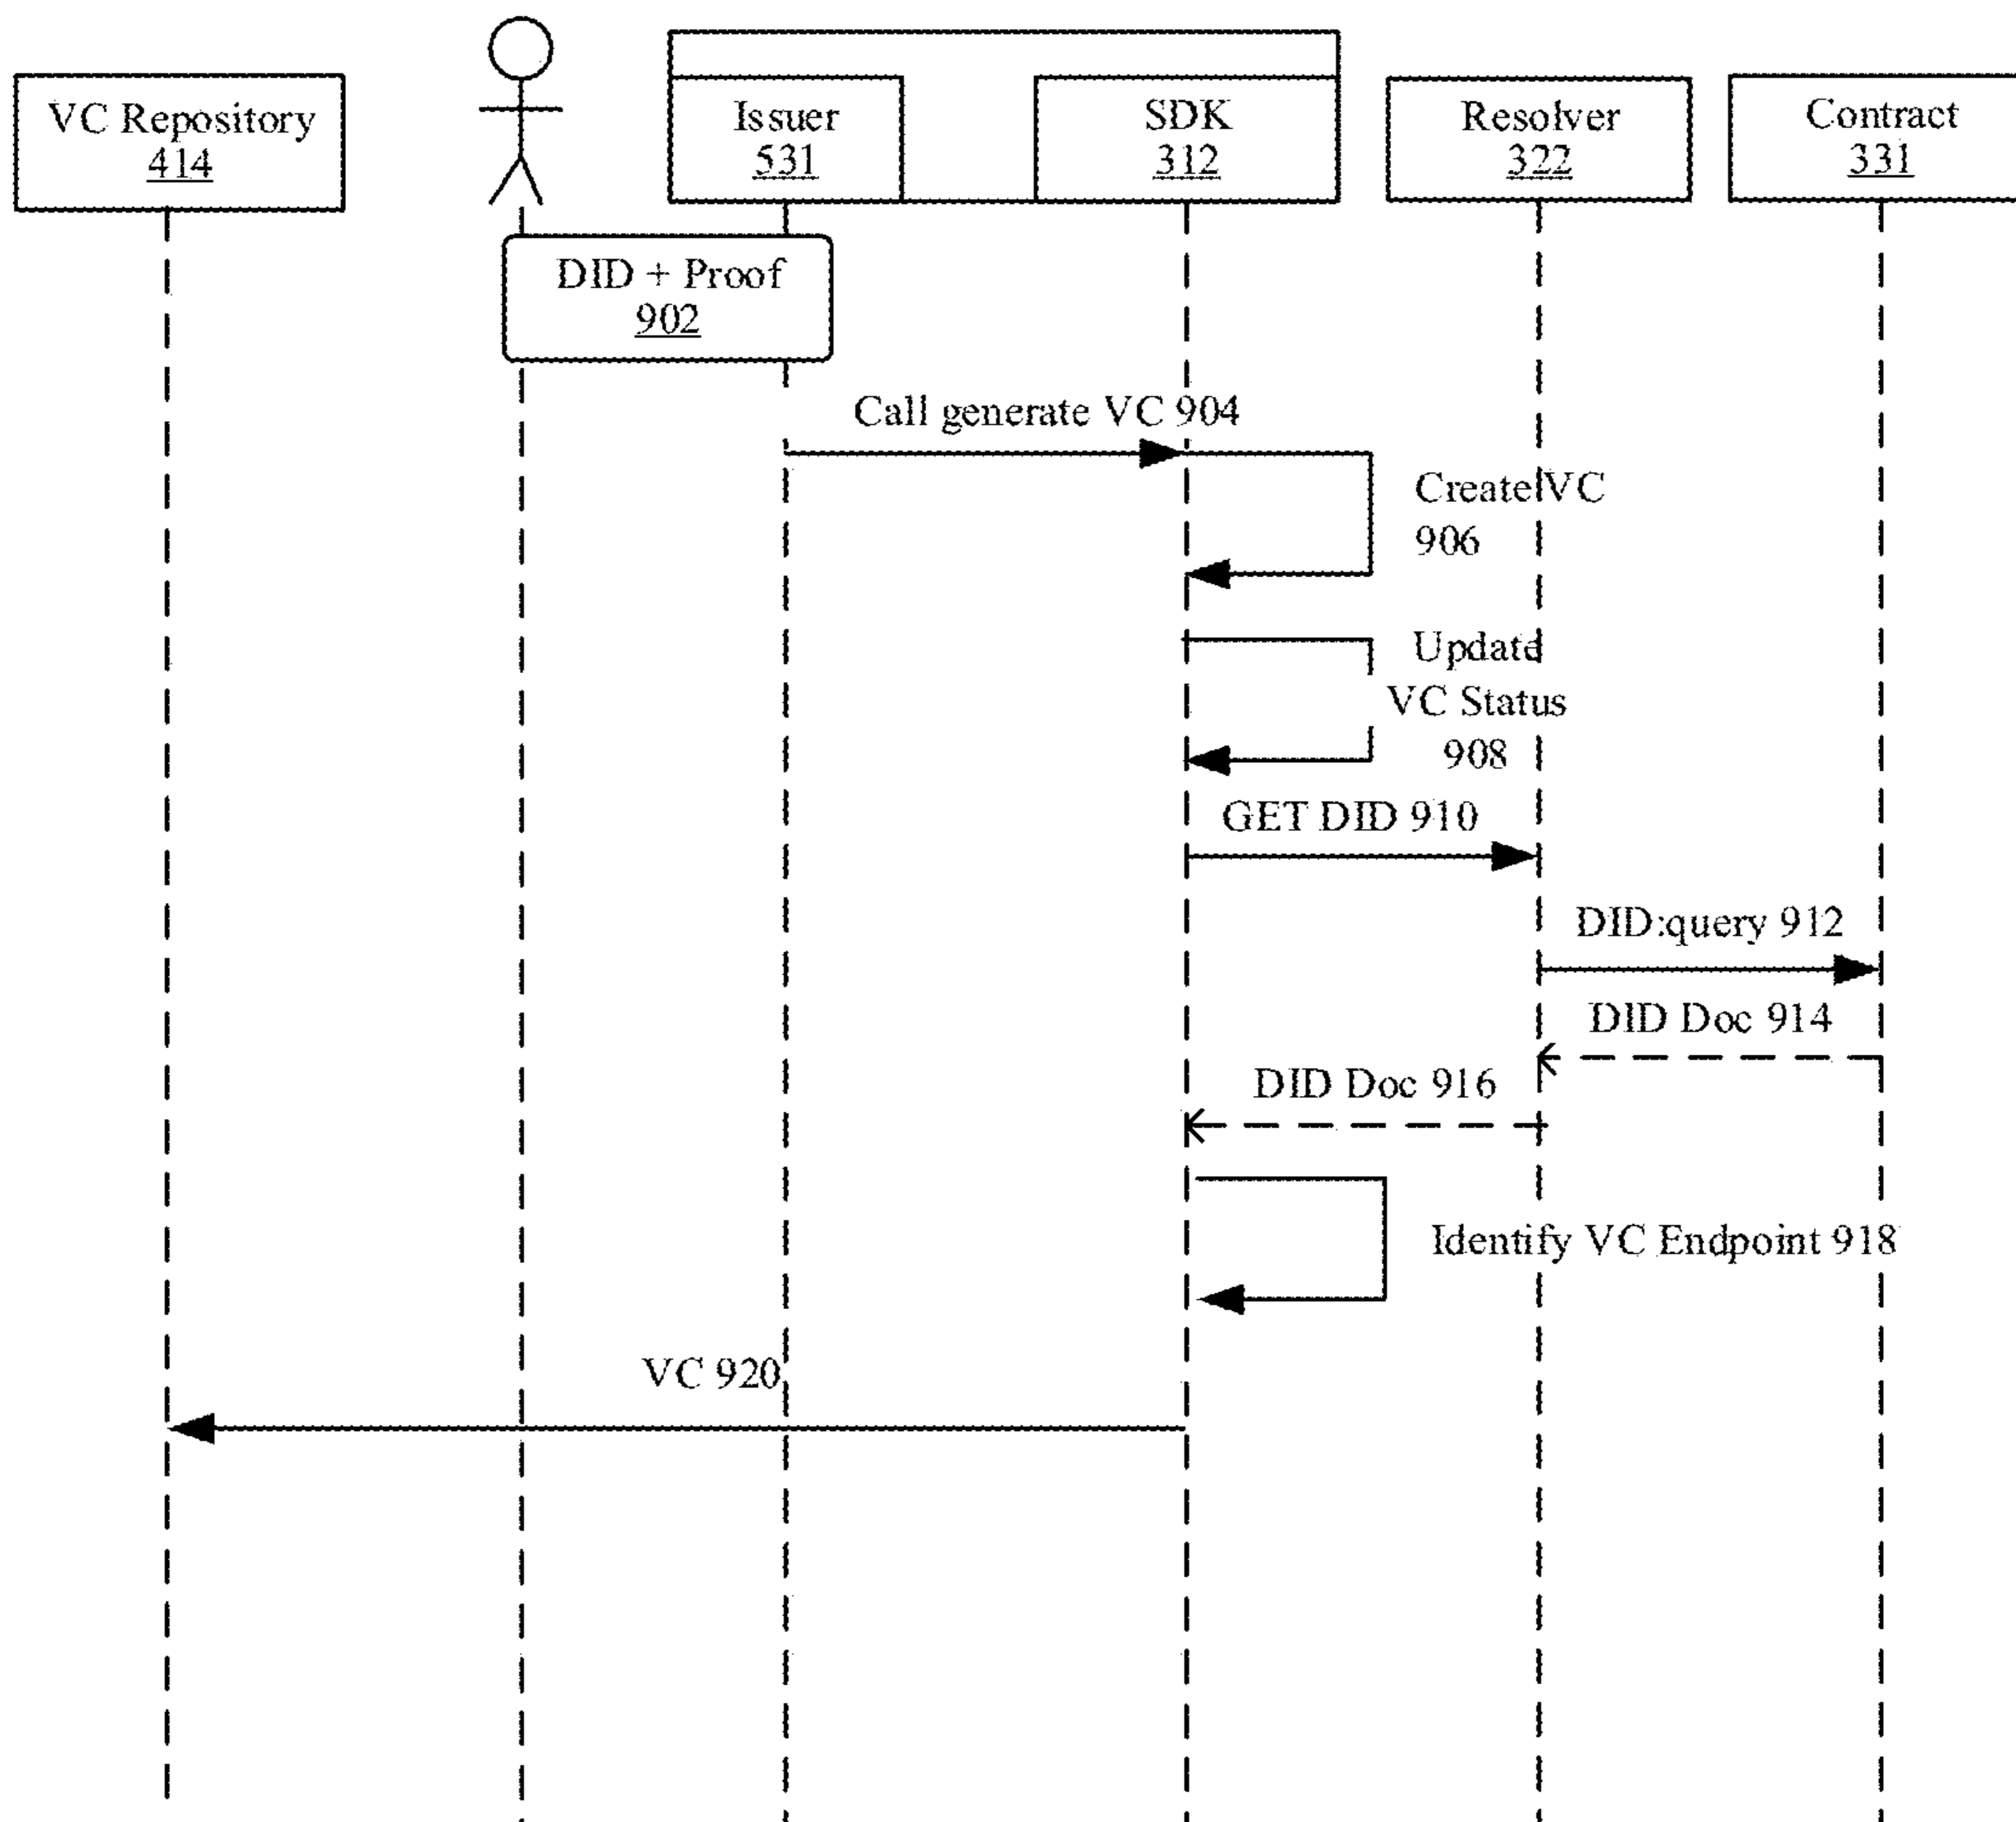 VC Repository
414
Issuer
531
SDK
312
Resolver
322
Contract
331
DID + Proof
902
Call generate VC 904
Create VC
906
Update
VC Status
908
GET DID 910
DID:query 912
DID Doc 914
DID Doc 916
Identify VC Endpoint 918
VC 920